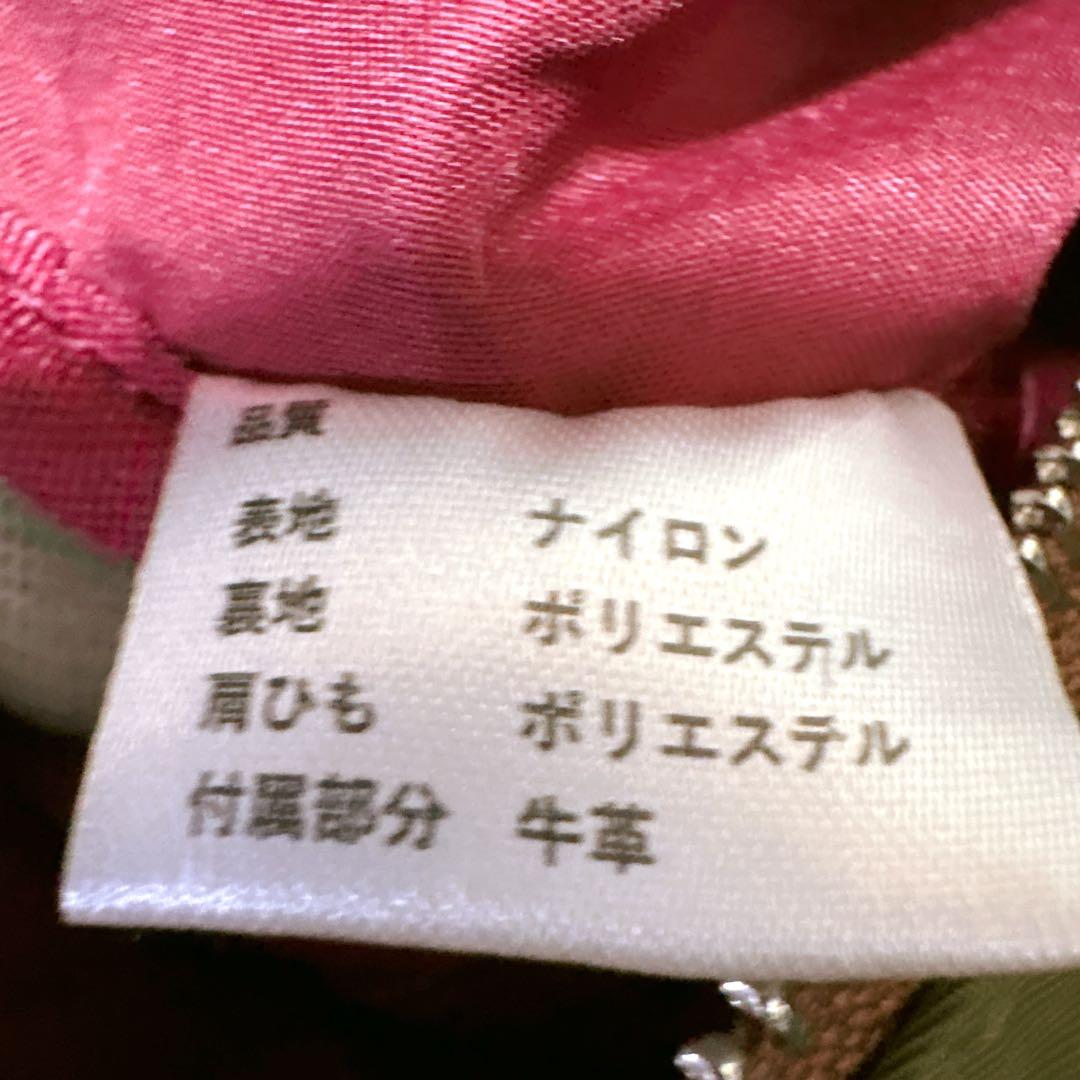 品質
表地 ナイロン
裏地 ポリエステル
肩ひも ポリエステル
付属部分 牛革